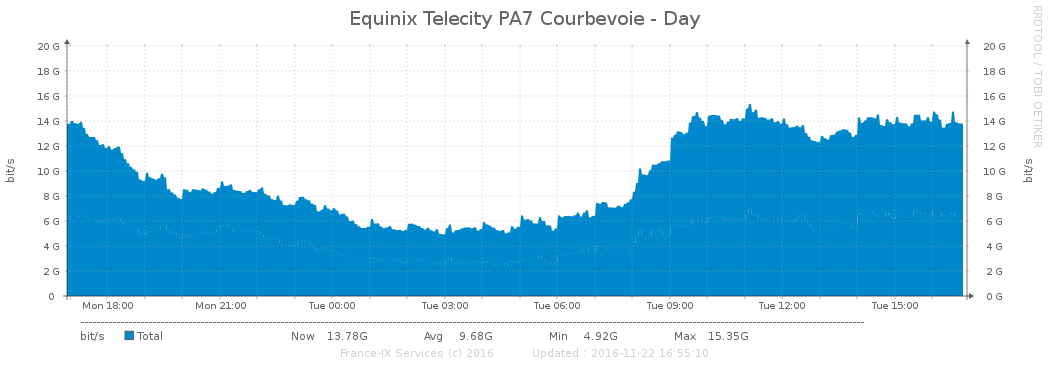 Equinix Telecity PA7 Courbevoie - Day
RRDTOOL / TOBI OETIKER
20 G 20 G
18 G 18 G
16 G 16 G
14 G 14 G
12 G 12 G
10 G 10 G
8 G 8 G
6 G 6 G
4 G 4 G
2 G 2 G
0 0 G
bit/s bit/s
Mon 18:00 Mon 21:00 Tue 00:00 Tue 03:00 Tue 06:00 Tue 09:00 Tue 12:00 Tue 15:00
bit/s Total Now 13.78G Avg 9.68G Min 4.92G Max 15.35G
France-IX Services (c) 2016 Updated : 2016-11-22 16:55:10